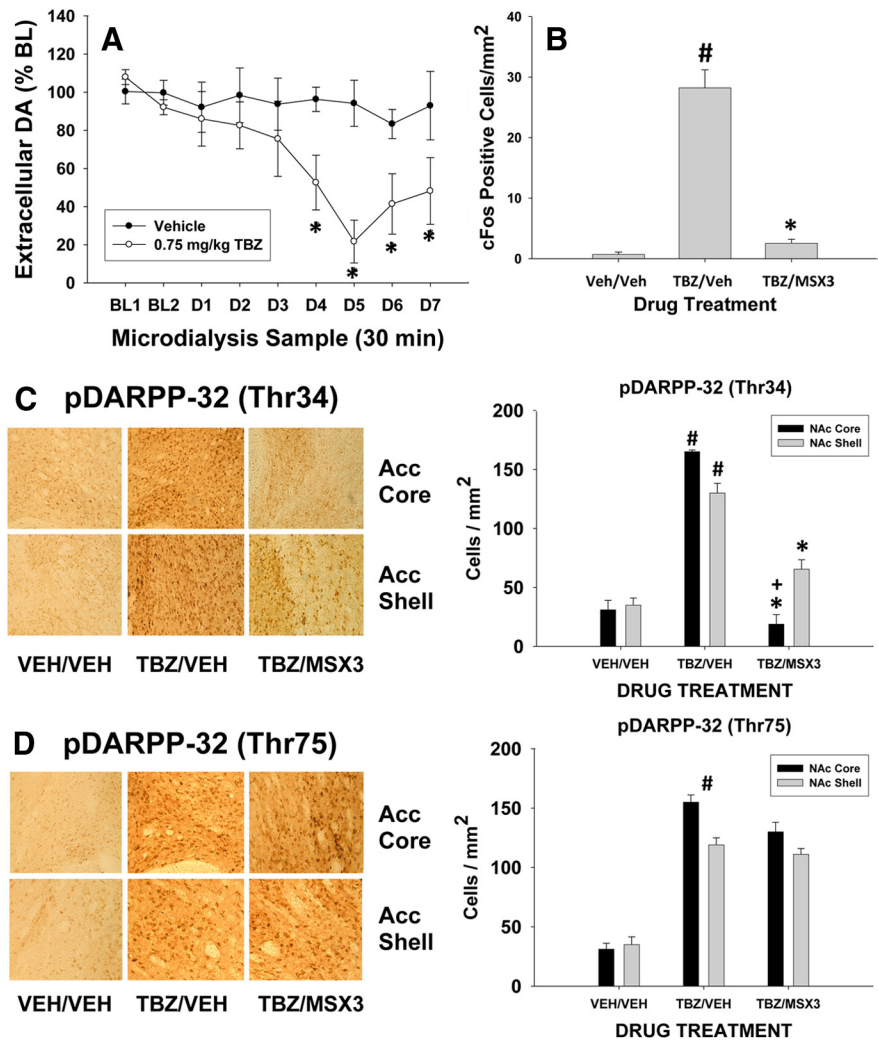 A
Extracellular DA (% BL)
140
120
100
80
60
40
20
0
Vehicle
0.75 mg/kg TBZ
*
*
*
*
BL1 BL2 D1 D2 D3 D4 D5 D6 D7
Microdialysis Sample (30 min)
B
cFos Positive Cells/mm2
40
30
20
10
0
#
*
Veh/Veh TBZ/Veh TBZ/MSX3
Drug Treatment
C pDARPP-32 (Thr34)
Acc
Core
Acc
Shell
VEH/VEH TBZ/VEH TBZ/MSX3
pDARPP-32 (Thr34)
Cells / mm2
200
150
100
50
0
NAc Core
NAc Shell
#
#
+
*
*
VEH/VEH TBZ/VEH TBZ/MSX3
DRUG TREATMENT
D pDARPP-32 (Thr75)
Acc
Core
Acc
Shell
VEH/VEH TBZ/VEH TBZ/MSX3
pDARPP-32 (Thr75)
Cells / mm2
200
150
100
50
0
NAc Core
NAc Shell
#
VEH/VEH TBZ/VEH TBZ/MSX3
DRUG TREATMENT